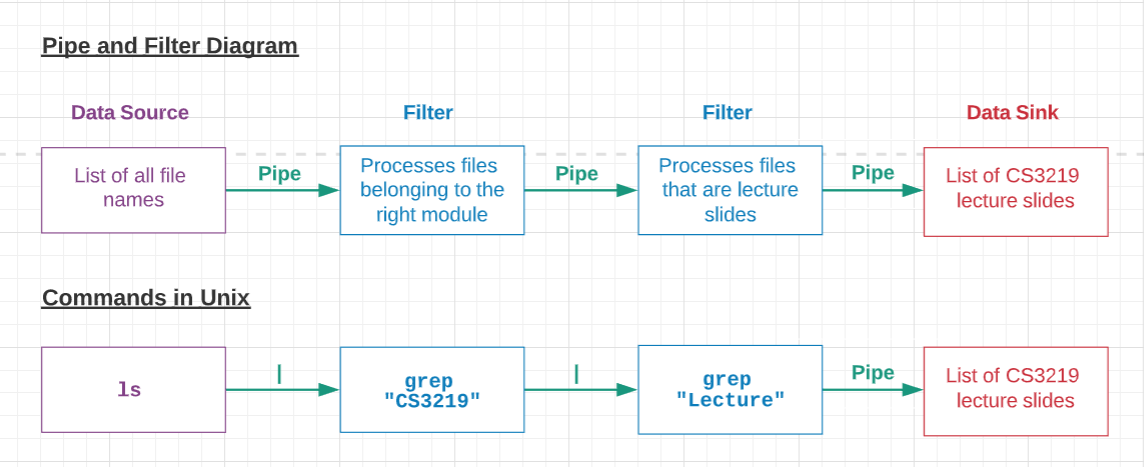 Pipe and Filter Diagram
Data Source
Filter
Filter
Data Sink
List of all file
names
Pipe
Processes files
belonging to the
right module
Pipe
Processes files
that are lecture
slides
Pipe
List of CS3219
lecture slides
Commands in Unix
ls
|
grep
"CS3219"
|
grep
"Lecture"
Pipe
List of CS3219
lecture slides